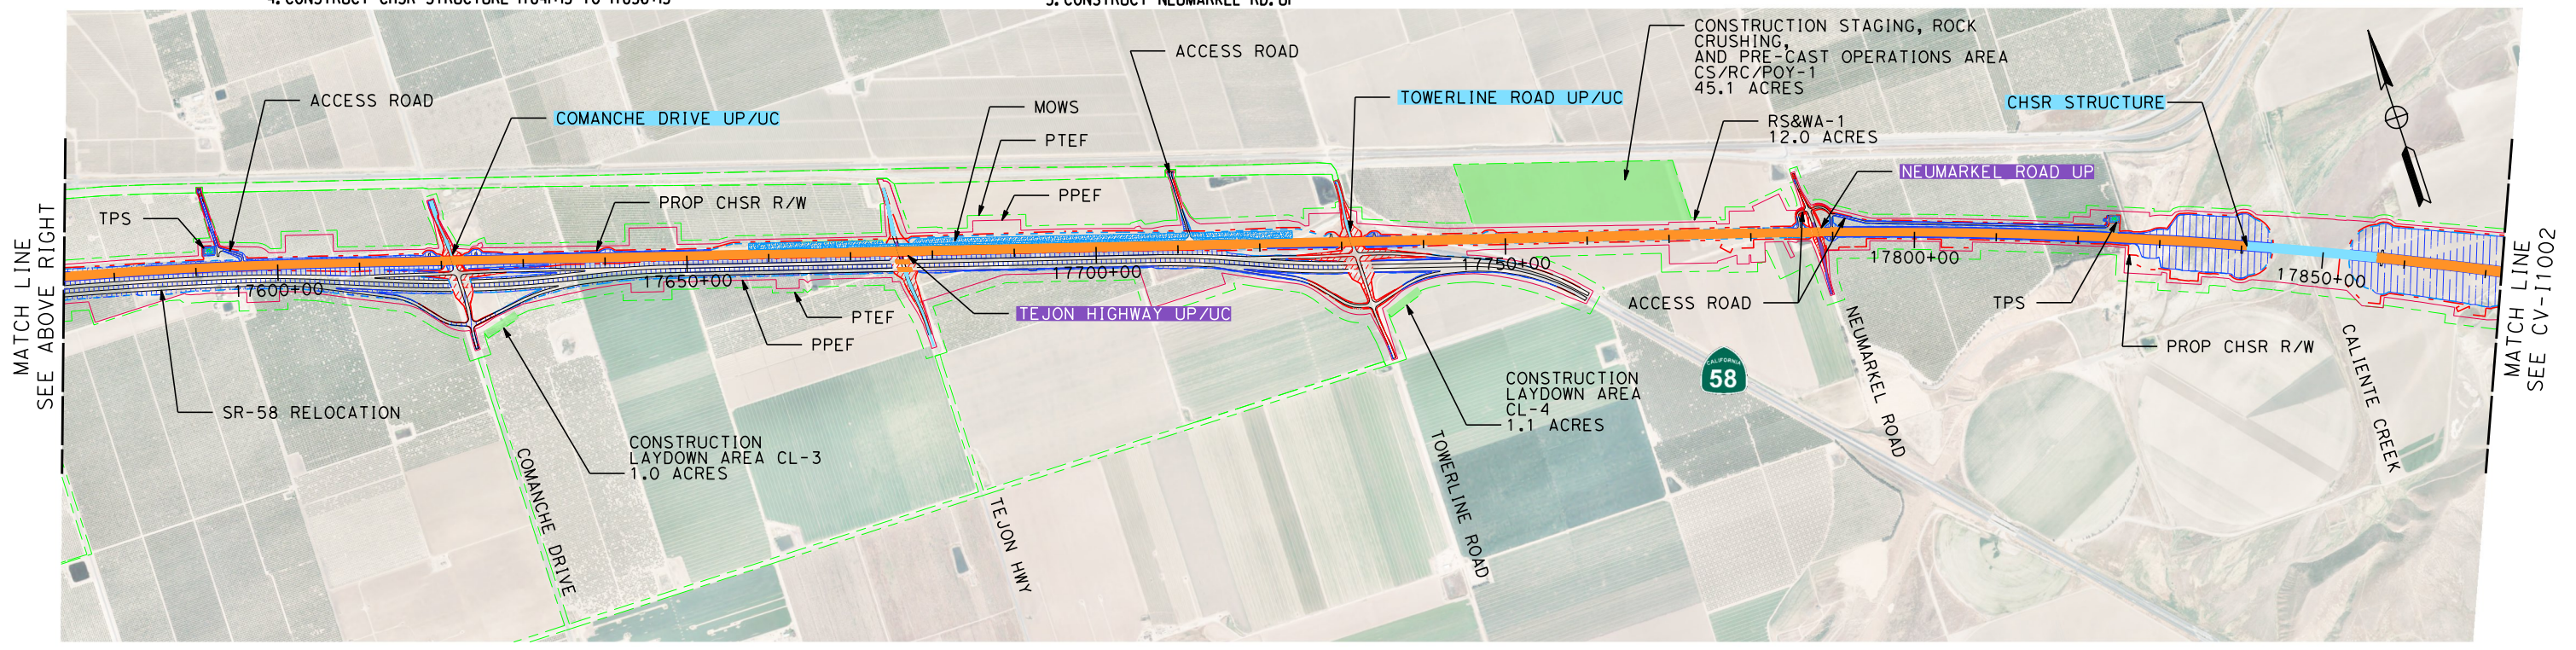 ACCESS ROAD
COMANCHE DRIVE UP/UC
MOWS
PTEF
PPEF
ACCESS ROAD
TOWERLINE ROAD UP/UC
CONSTRUCTION STAGING, ROCK
CRUSHING,
AND PRE-CAST OPERATIONS AREA
CS/RC/POY-1
45.1 ACRES
RS&WA-1
12.0 ACRES
CHSR STRUCTURE
NEUMARKEL ROAD UP
TPS
PROP CHSR R/W
MATCH LINE
SEE ABOVE RIGHT
17600+00
17650+00
17700+00
17750+00
17800+00
17850+00
TEJON HIGHWAY UP/UC
PTEF
PPEF
ACCESS ROAD
TPS
PROP CHSR R/W
MATCH LINE
SEE CV-I1002
SR-58 RELOCATION
CONSTRUCTION
LAYDOWN AREA CL-3
1.0 ACRES
CONSTRUCTION
LAYDOWN AREA
CL-4
1.1 ACRES
CALIFORNIA
58
COMANCHE DRIVE
TEJON HWY
TOWERLINE ROAD
NEUMARKEL ROAD
CALIENTE CREEK